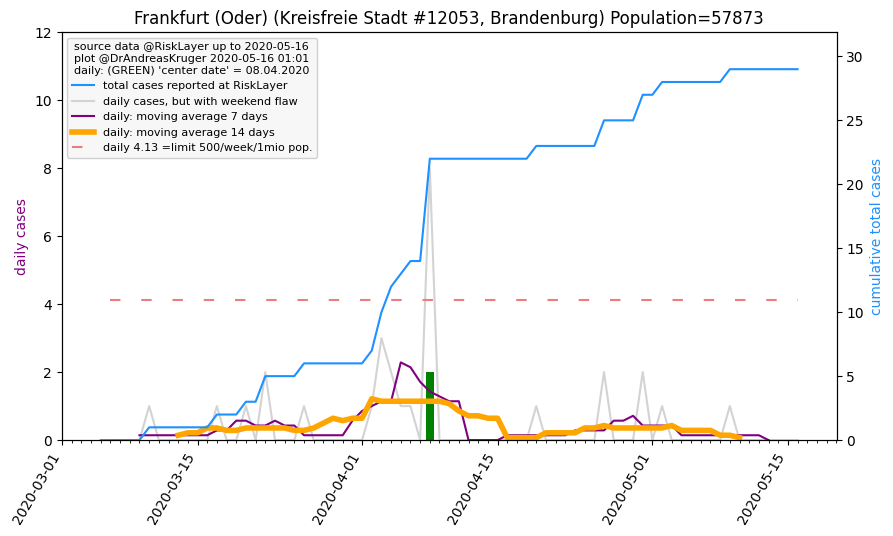 Frankfurt (Oder) (Kreisfreie Stadt #12053, Brandenburg) Population=57873
source data @RiskLayer up to 2020-05-16
plot @DrAndreasKruger 2020-05-16 01:01
daily: (GREEN) 'center date' = 08.04.2020
total cases reported at RiskLayer
daily cases, but with weekend flaw
daily: moving average 7 days
daily: moving average 14 days
daily 4.13 =limit 500/week/1mio pop.
daily cases
12
10
8
6
4
2
0
cumulative total cases
30
25
20
15
10
5
0
2020-03-01
2020-03-15
2020-04-01
2020-04-15
2020-05-01
2020-05-15